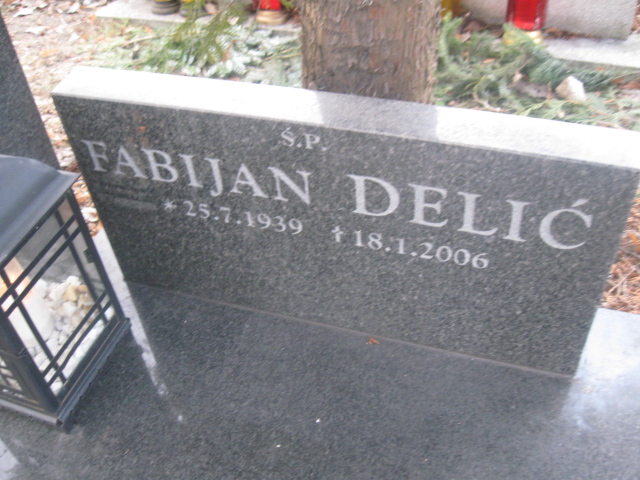 Ś.P.
FABIJAN DELIĆ
* 25.7.1939 † 18.1.2006